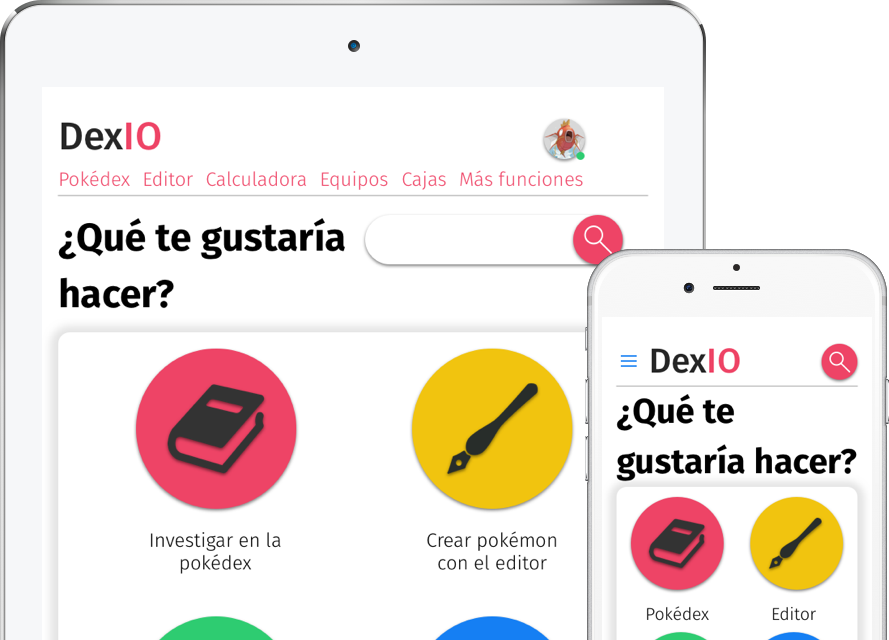 DexIO
Pokédex Editor Calculadora Equipos Cajas Más funciones
¿Qué te gustaría
hacer?
Investigar en la
pokédex
Crear pokémon
con el editor
DexIO
¿Qué te
gustaría hacer?
Pokédex
Editor